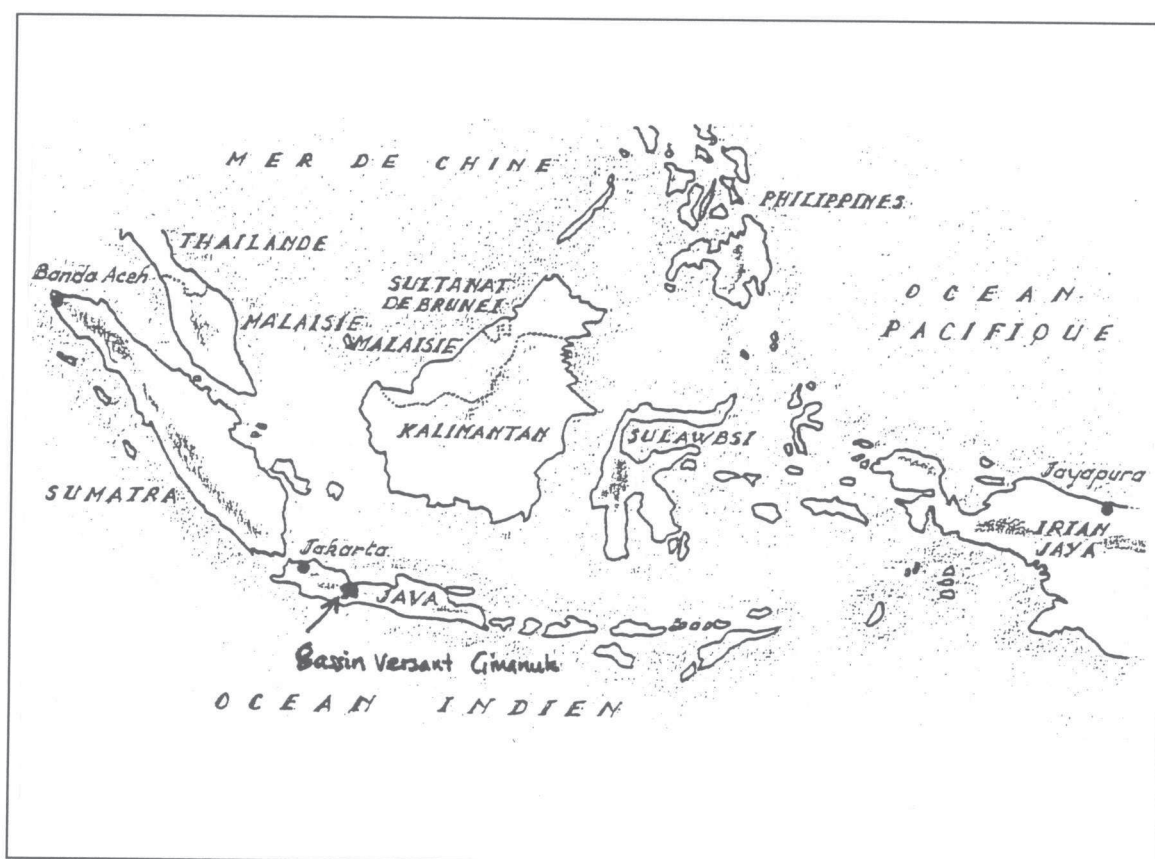 MER DE CHINE
PHILIPPINES
THAILANDE
Banda Aceh
SULTANAT
DE BRUNEI
OCEAN
PACIFIQUE
MALAISIE
MALAISIE
KALIMANTAN
SULAWESI
Jayapura
SUMATRA
IRIAN
JAYA
Jakarta
JAVA
Bassin Versant Cimanuk
OCEAN INDIEN